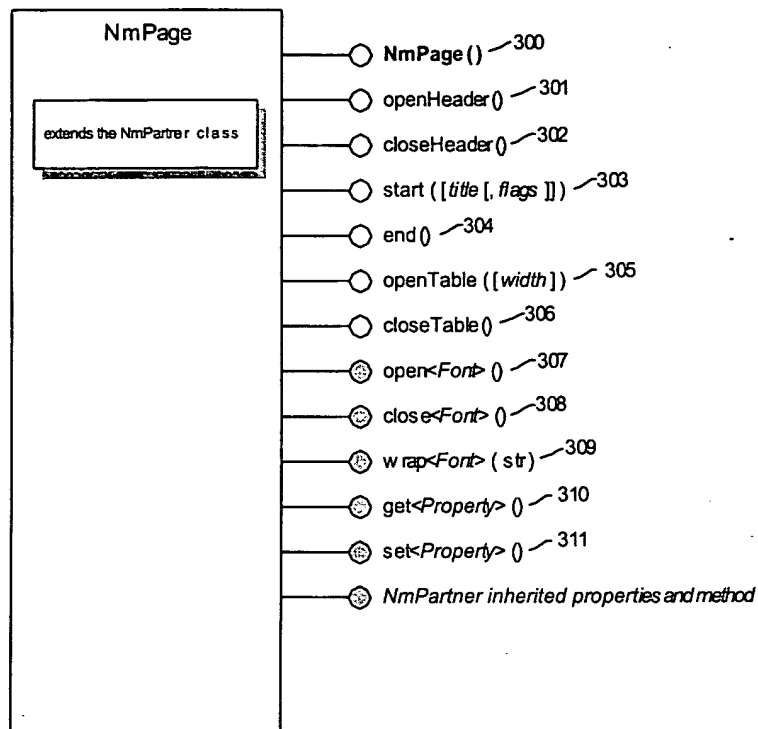 NmPage
extends the NmPartner class
NmPage() 300
openHeader() 301
closeHeader() 302
start ([title [, flags ]]) 303
end() 304
openTable ([width]) 305
closeTable() 306
open<Font> () 307
close<Font> () 308
wrap<Font> ( str) 309
get<Property> () 310
set<Property> () 311
NmPartner inherited properties and method